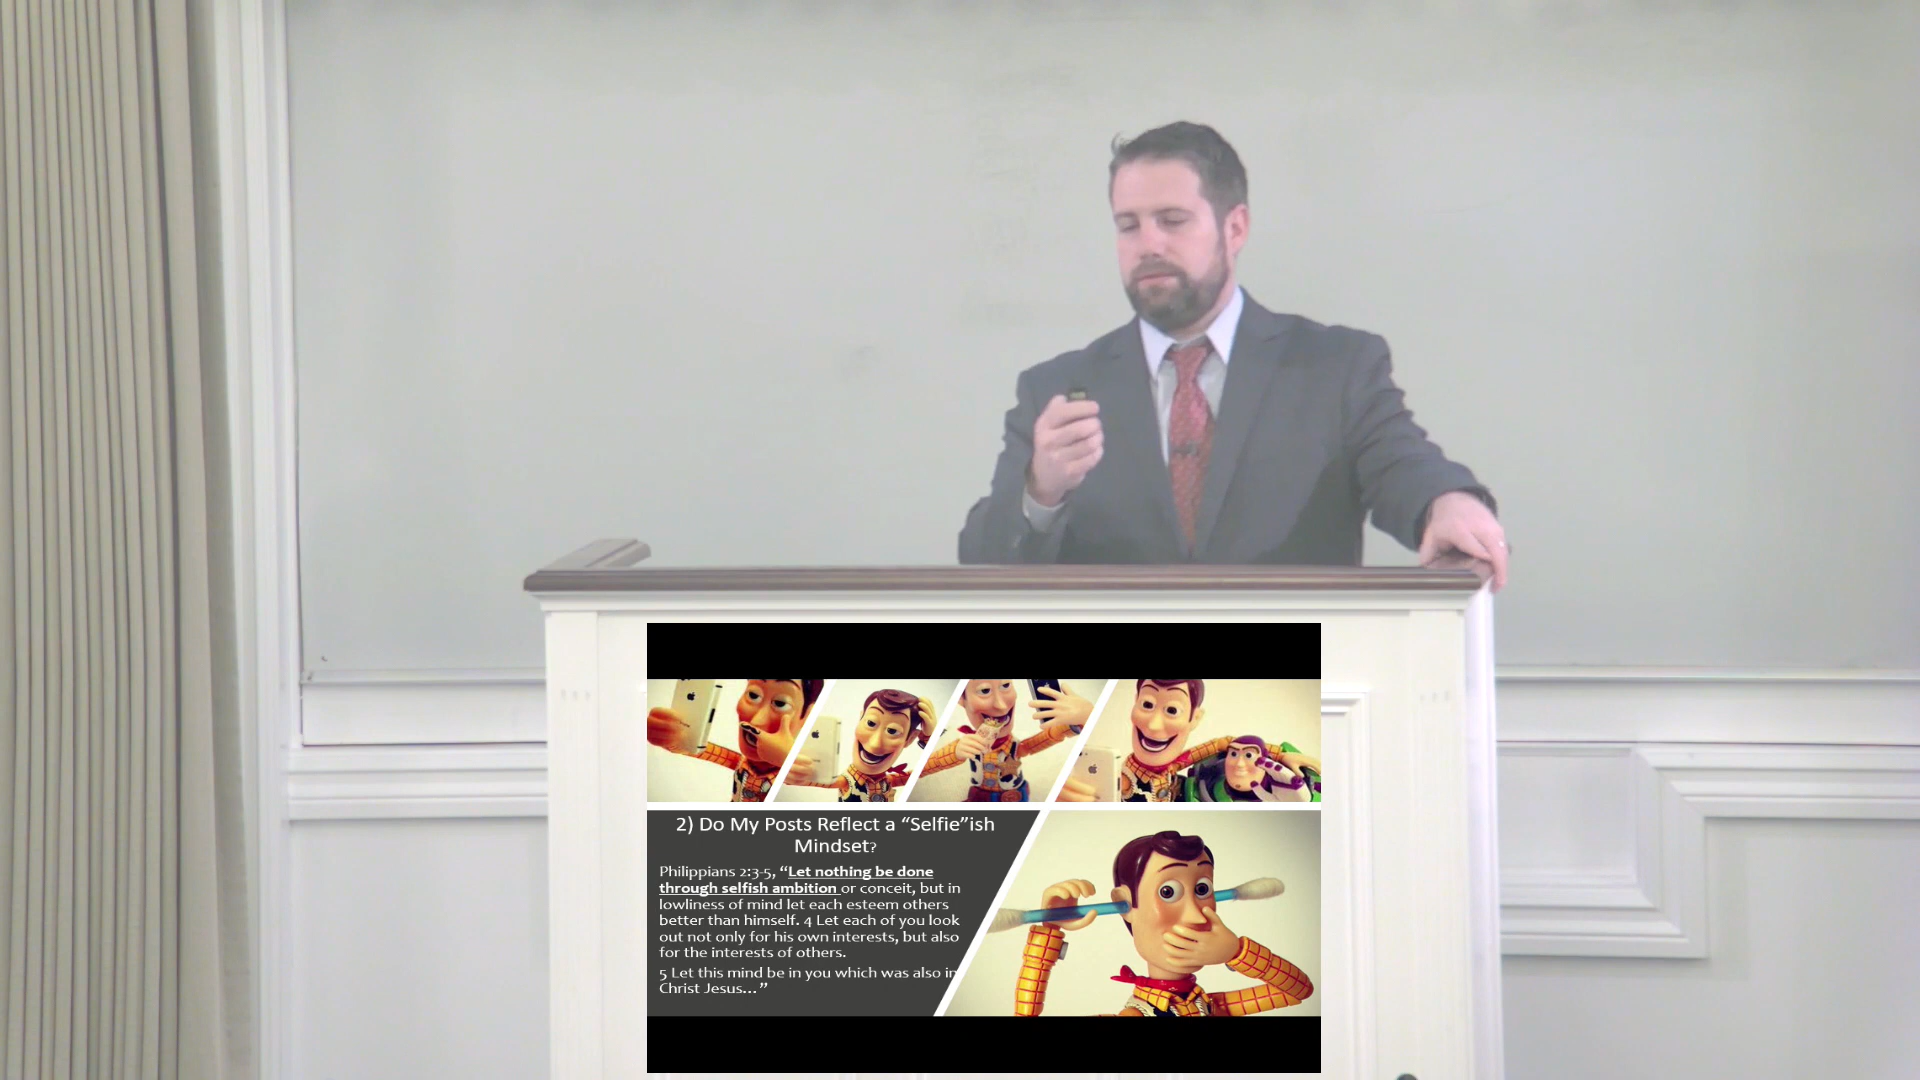 2) Do My Posts Reflect a “Selfie”ish
Mindset?
Philippians 2:3-5, “Let nothing be done
through selfish ambition or conceit, but in
lowliness of mind let each esteem others
better than himself. 4 Let each of you look
out not only for his own interests, but also
for the interests of others.
5 Let this mind be in you which was also in
Christ Jesus...”